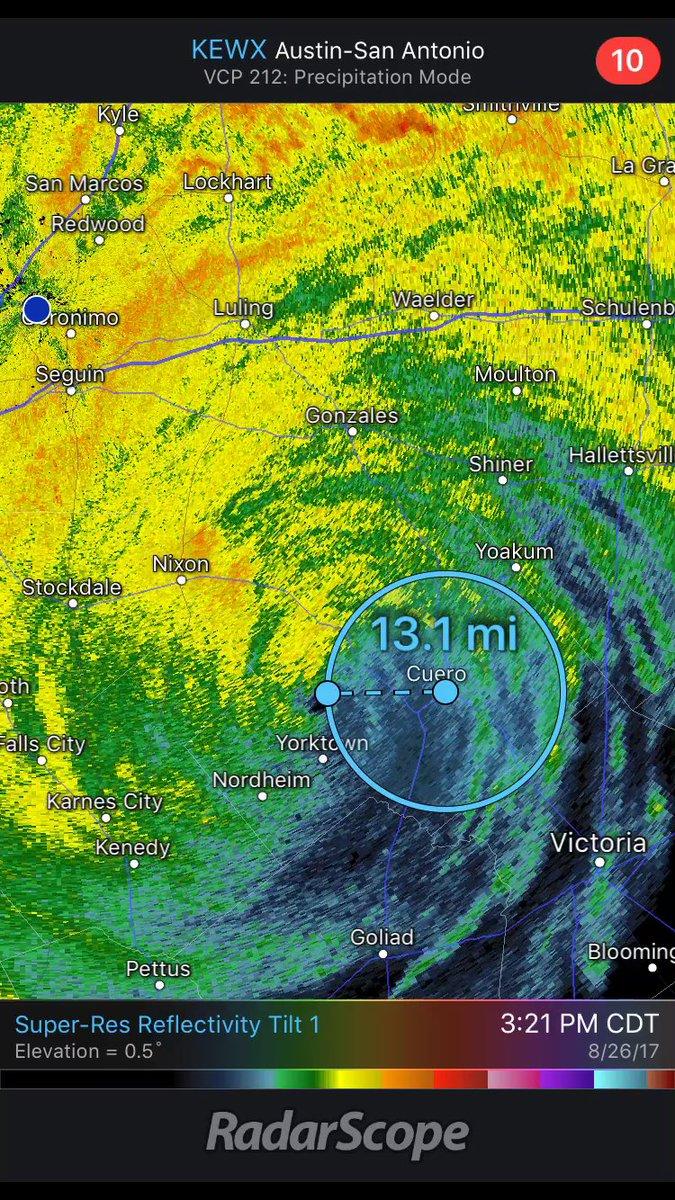 KEWX Austin-San Antonio
VCP 212: Precipitation Mode
10
Kyle
Smithville
La Gra
San Marcos
Lockhart
Redwood
Luling
Waelder
Schulenb
Seguin
Moulton
Gonzales
Shiner
Hallettsvill
Yoakum
Nixon
Stockdale
13.1 mi
Cuero
oth
Falls City
Yorktown
Nordheim
Karnes City
Kenedy
Victoria
Goliad
Blooming
Pettus
Super-Res Reflectivity Tilt 1
3:21 PM CDT
Elevation = 0.5°
8/26/17
RadarScope